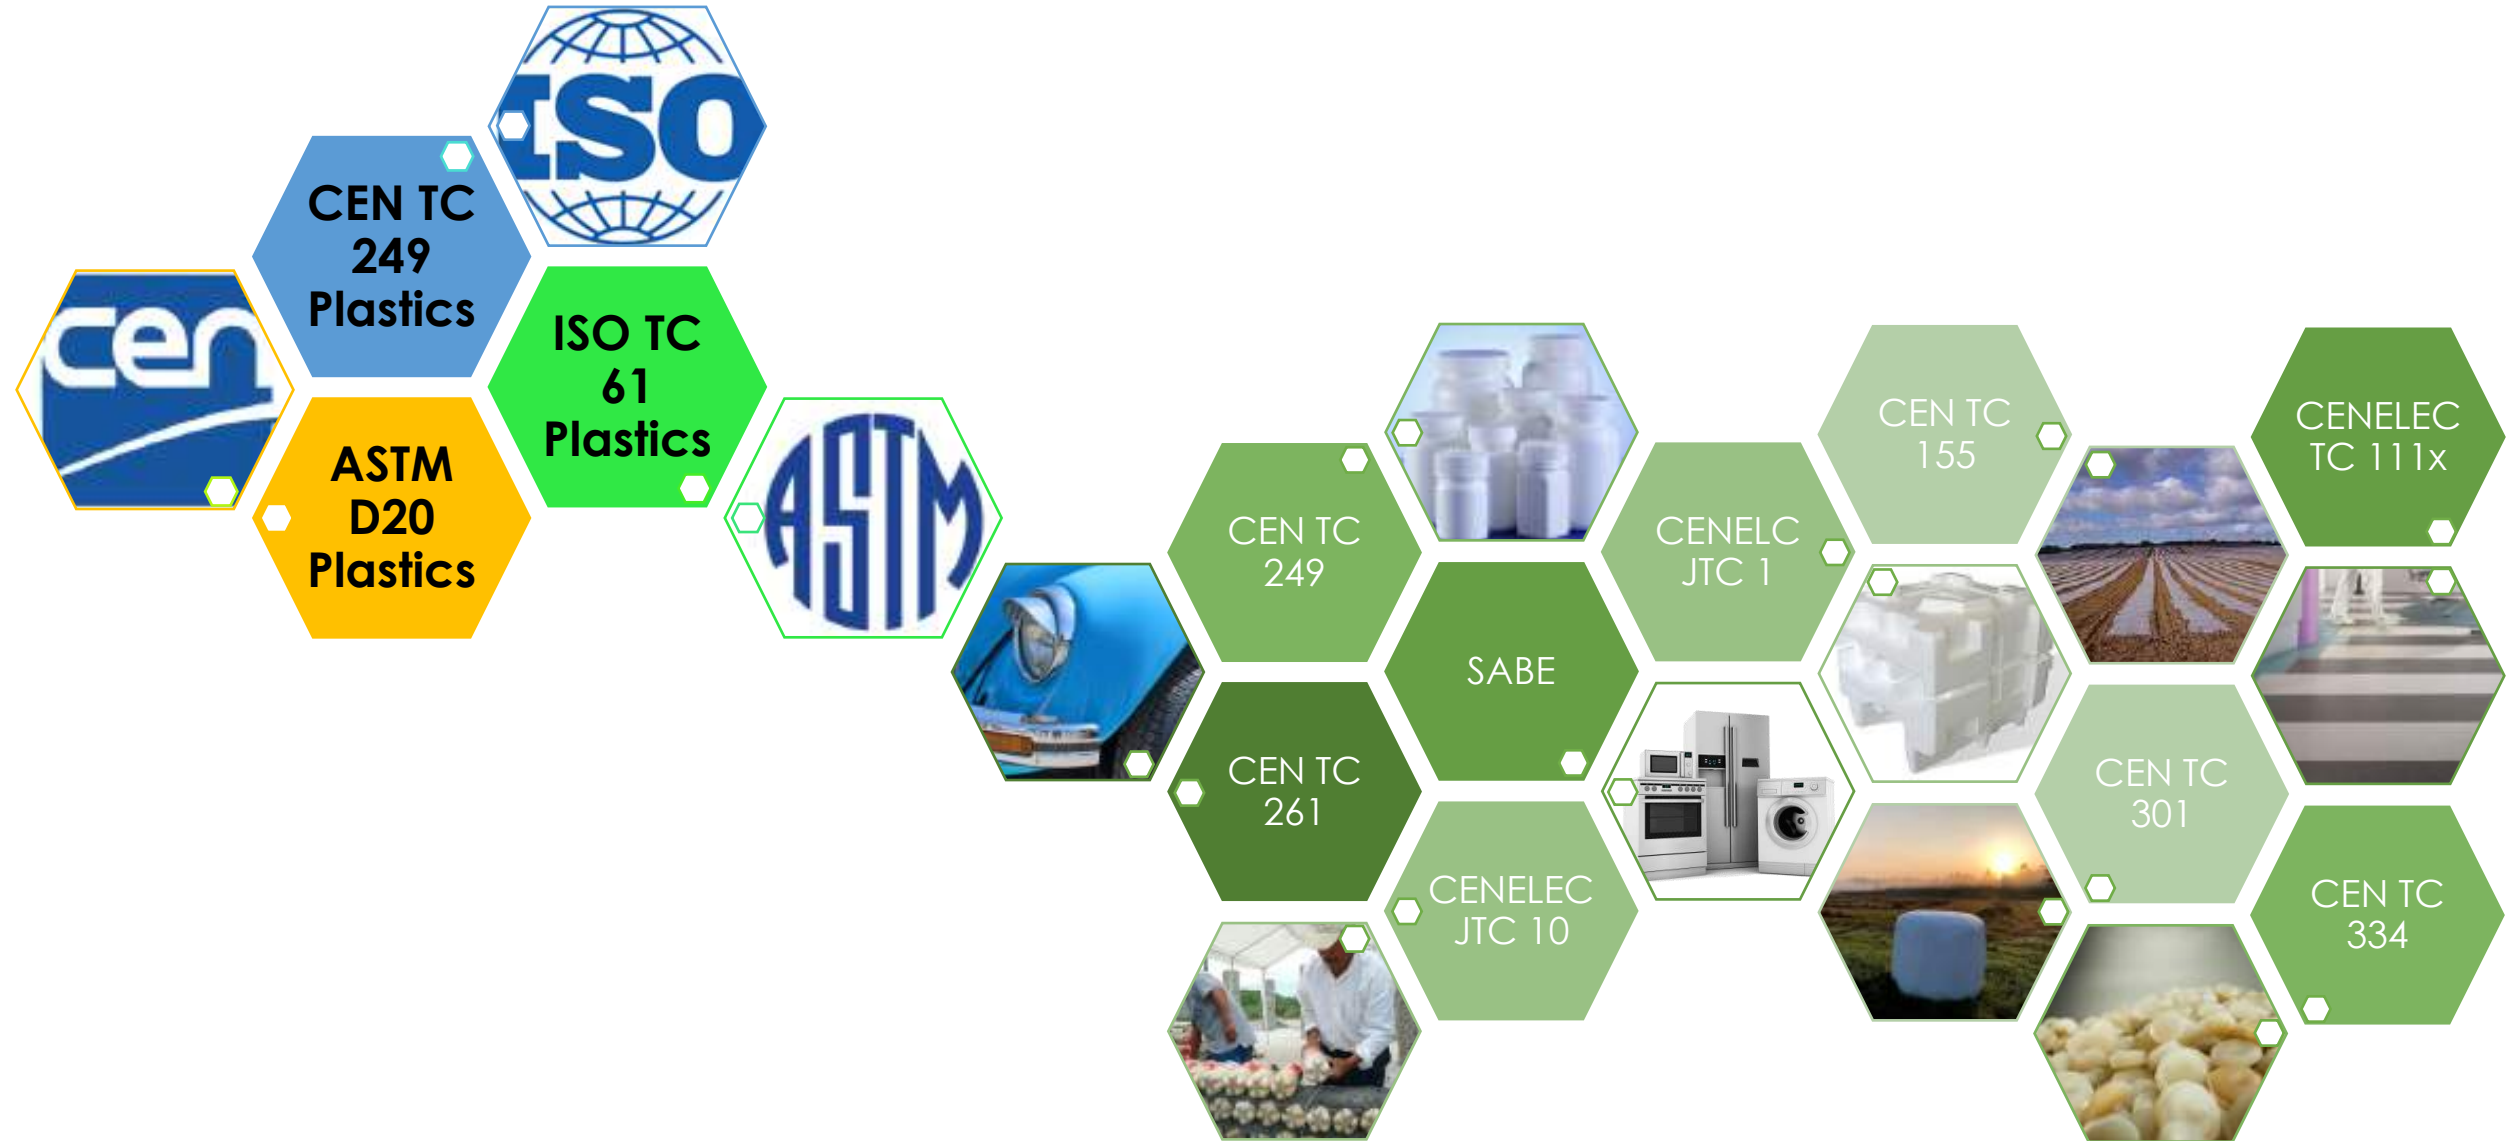 ISO
CEN TC
249
Plastics
cen
ISO TC
61
Plastics
ASTM
D20
Plastics
ASTM
CEN TC
249
SABE
CEN TC
261
CENELEC
JTC 10
CENELC
JTC 1
CEN TC
155
CENELEC
TC 111x
CEN TC
301
CEN TC
334